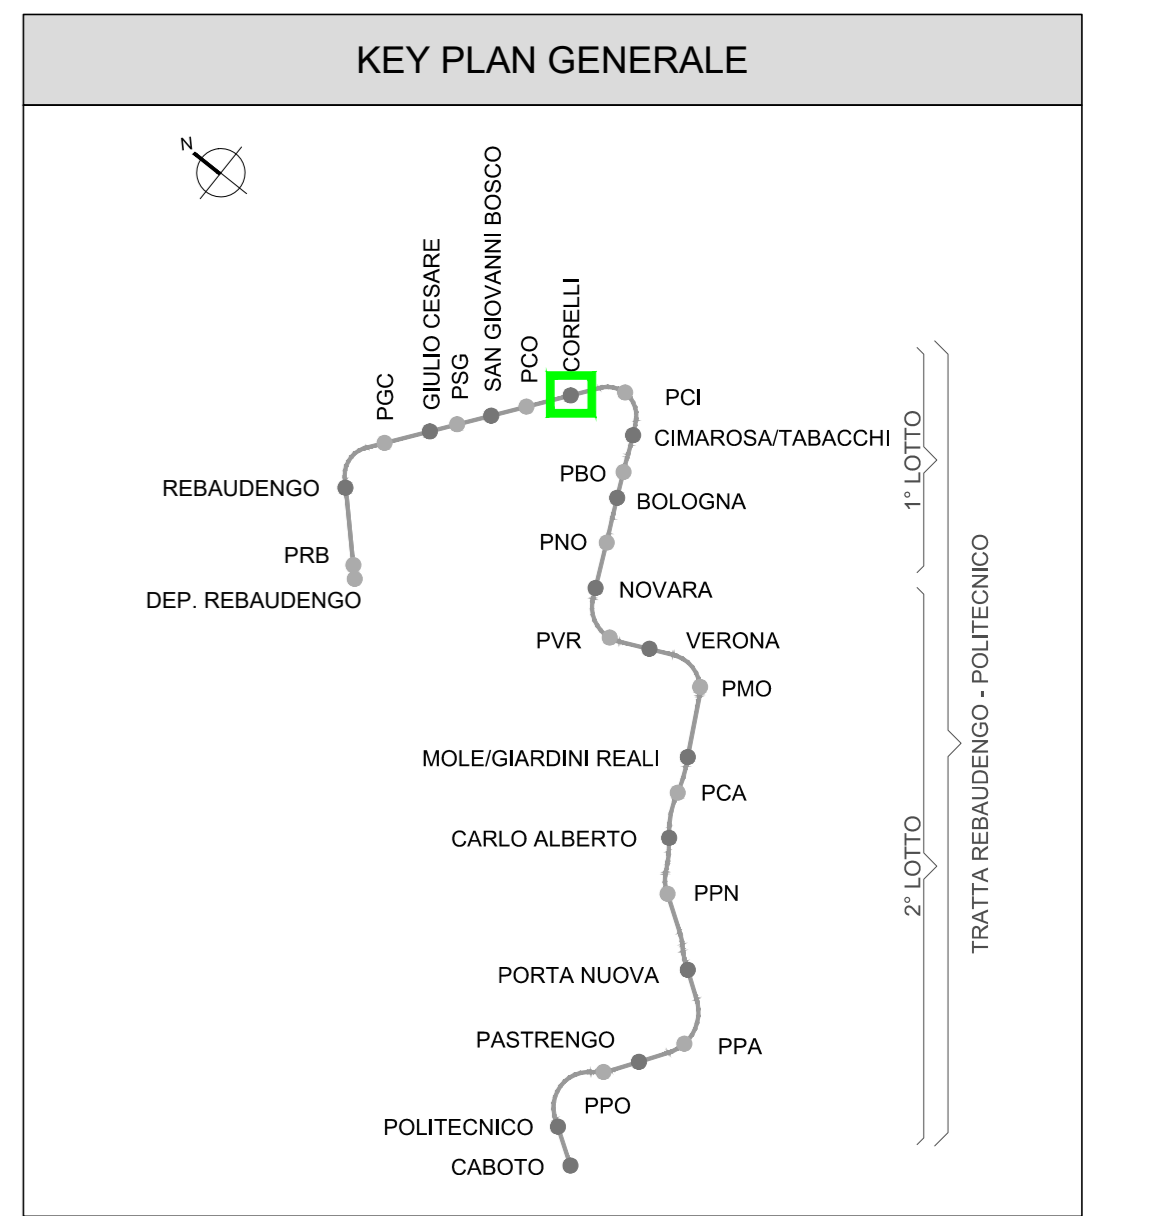 KEY PLAN GENERALE
N
PGC
GIULIO CESARE
PSG
SAN GIOVANNI BOSCO
PCO
CORELLI
PCI
CIMAROSA/TABACCHI
PBO
BOLOGNA
PNO
NOVARA
PVR
VERONA
PMO
MOLE/GIARDINI REALI
PCA
CARLO ALBERTO
PPN
PORTA NUOVA
PASTRENGO
PPA
PPO
POLITECNICO
CABOTO
REBAUDENGO
PRB
DEP. REBAUDENGO
1° LOTTO
2° LOTTO
TRATTA REBAUDENGO - POLITECNICO